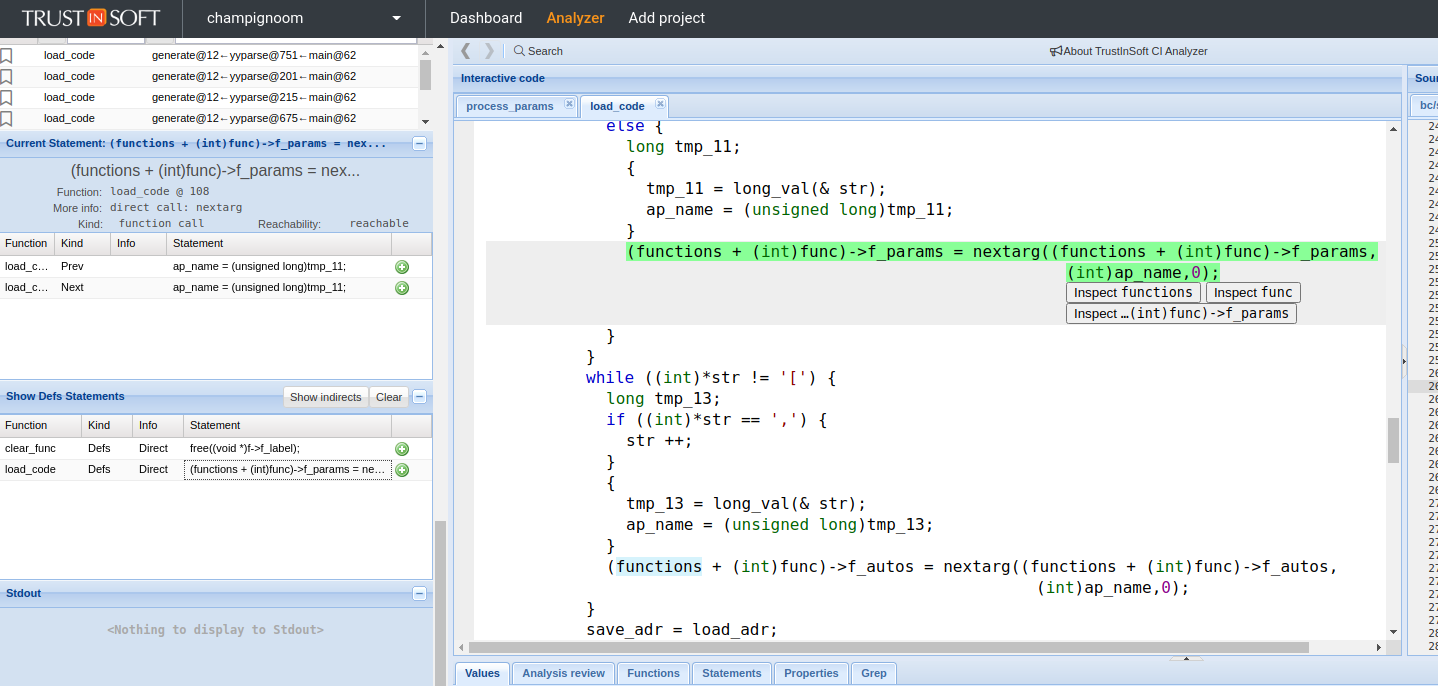 TRUST IN SOFT champignoom Dashboard Analyzer Add project
load_code generate@12←yyparse@751←main@62
load_code generate@12←yyparse@201←main@62
load_code generate@12←yyparse@215←main@62
load_code generate@12←yyparse@675←main@62
Current Statement: (functions + (int)func)->f_params = nex...
(functions + (int)func)->f_params = nex...
Function: load_code @ 108
More info: direct call: nextarg
Kind: function call Reachability: reachable
Function Kind Info Statement
load_c... Prev ap_name = (unsigned long)tmp_11;
load_c... Next ap_name = (unsigned long)tmp_11;
Show Defs Statements Show indirects Clear
Function Kind Info Statement
clear_func Defs Direct free((void *)f->f_label);
load_code Defs Direct (functions + (int)func)->f_params = ne...
Stdout
<Nothing to display to Stdout>
Search About TrustInSoft CI Analyzer
Interactive code
process_params load_code
else {
long tmp_11;
{
tmp_11 = long_val(& str);
ap_name = (unsigned long)tmp_11;
}
(functions + (int)func)->f_params = nextarg((functions + (int)func)->f_params,
(int)ap_name,0);
Inspect functions Inspect func
Inspect …(int)func)->f_params
}
}
while ((int)*str != '[') {
long tmp_13;
if ((int)*str == ',') {
str ++;
}
{
tmp_13 = long_val(& str);
ap_name = (unsigned long)tmp_13;
}
(functions + (int)func)->f_autos = nextarg((functions + (int)func)->f_autos,
(int)ap_name,0);
}
save_adr = load_adr;
Values Analysis review Functions Statements Properties Grep
Sour
bc/s